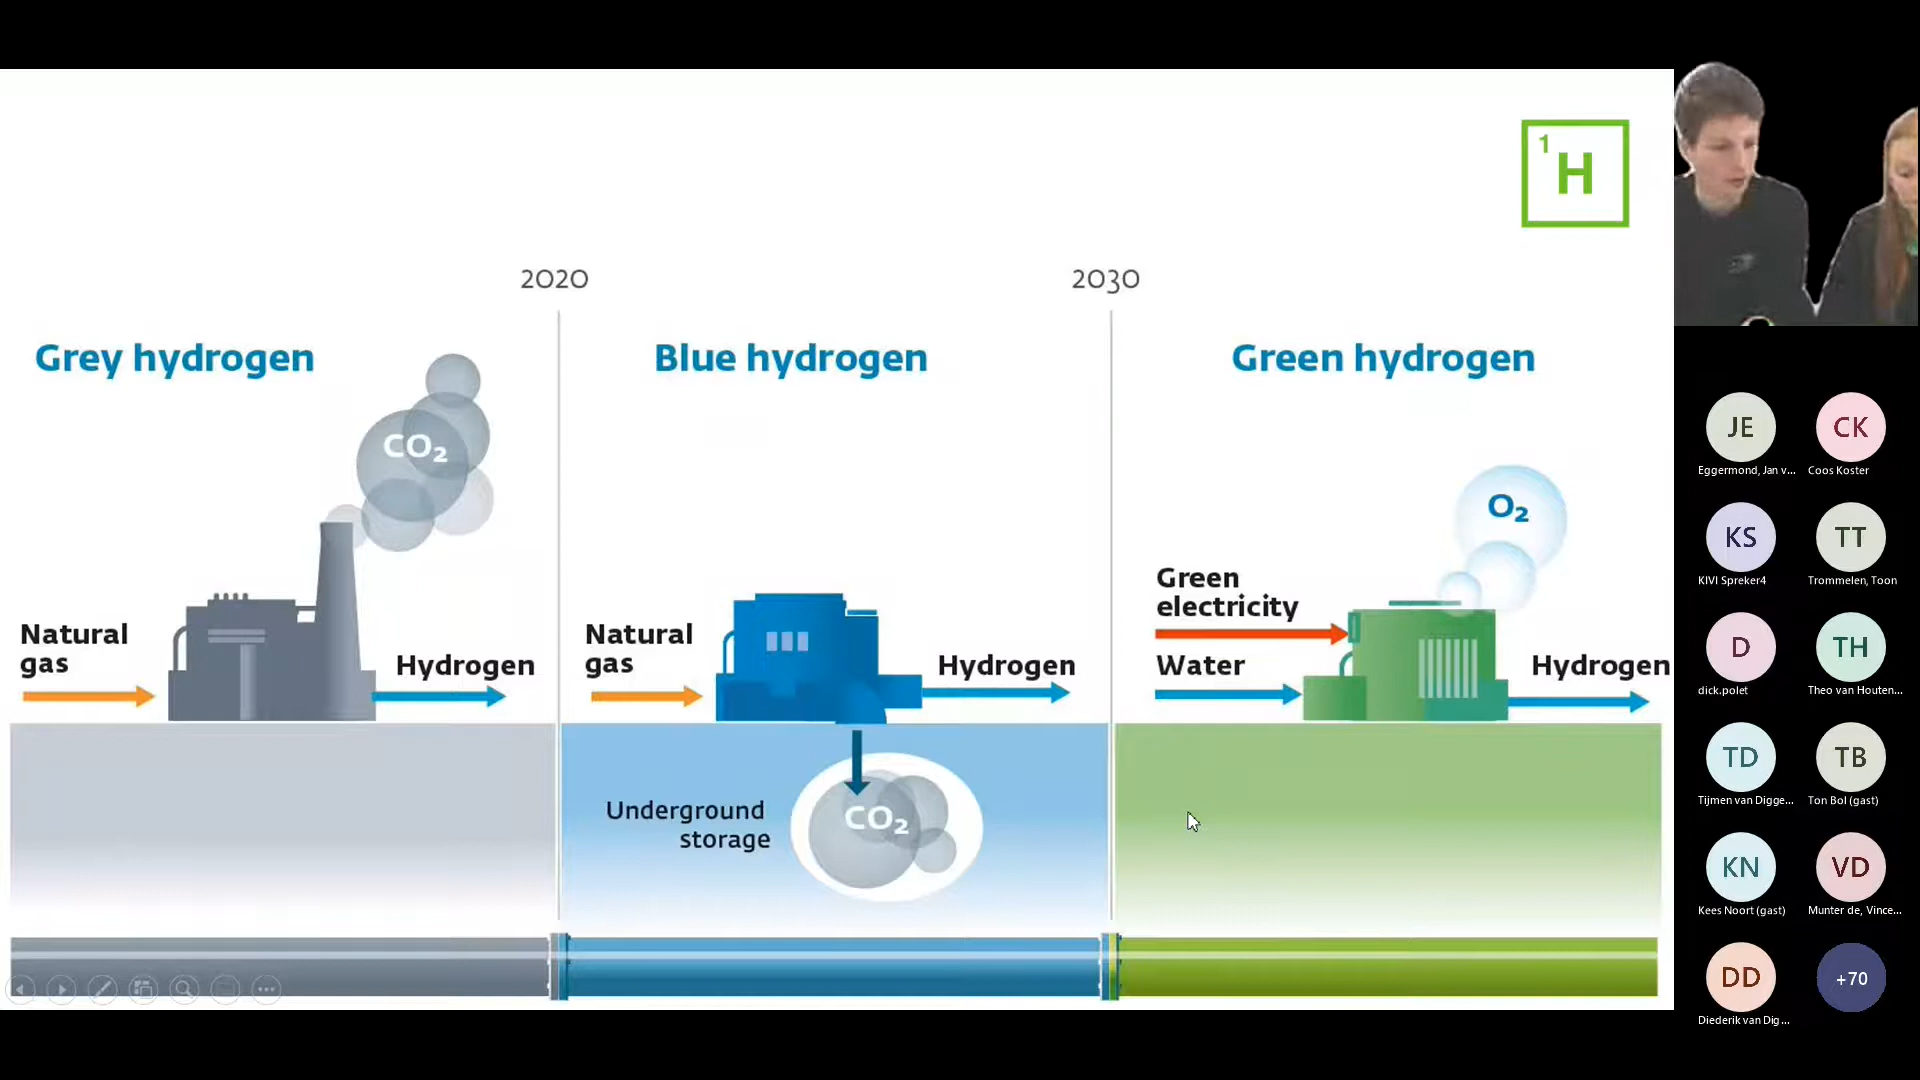 1
H
2020
2030
Grey hydrogen
Blue hydrogen
Green hydrogen
CO₂
Natural
gas
Hydrogen
Natural
gas
Hydrogen
Underground
storage
CO₂
O₂
Green
electricity
Water
Hydrogen
JE
Eggermond, Jan v...
CK
Coos Koster
KS
KIVI Spreker4
TT
Trommelen, Toon
D
dick.polet
TH
Theo van Houten...
TD
Tijmen van Digge...
TB
Ton Bol (gast)
KN
Kees Noort (gast)
VD
Munter de, Vince...
DD
Diederik van Dig...
+70